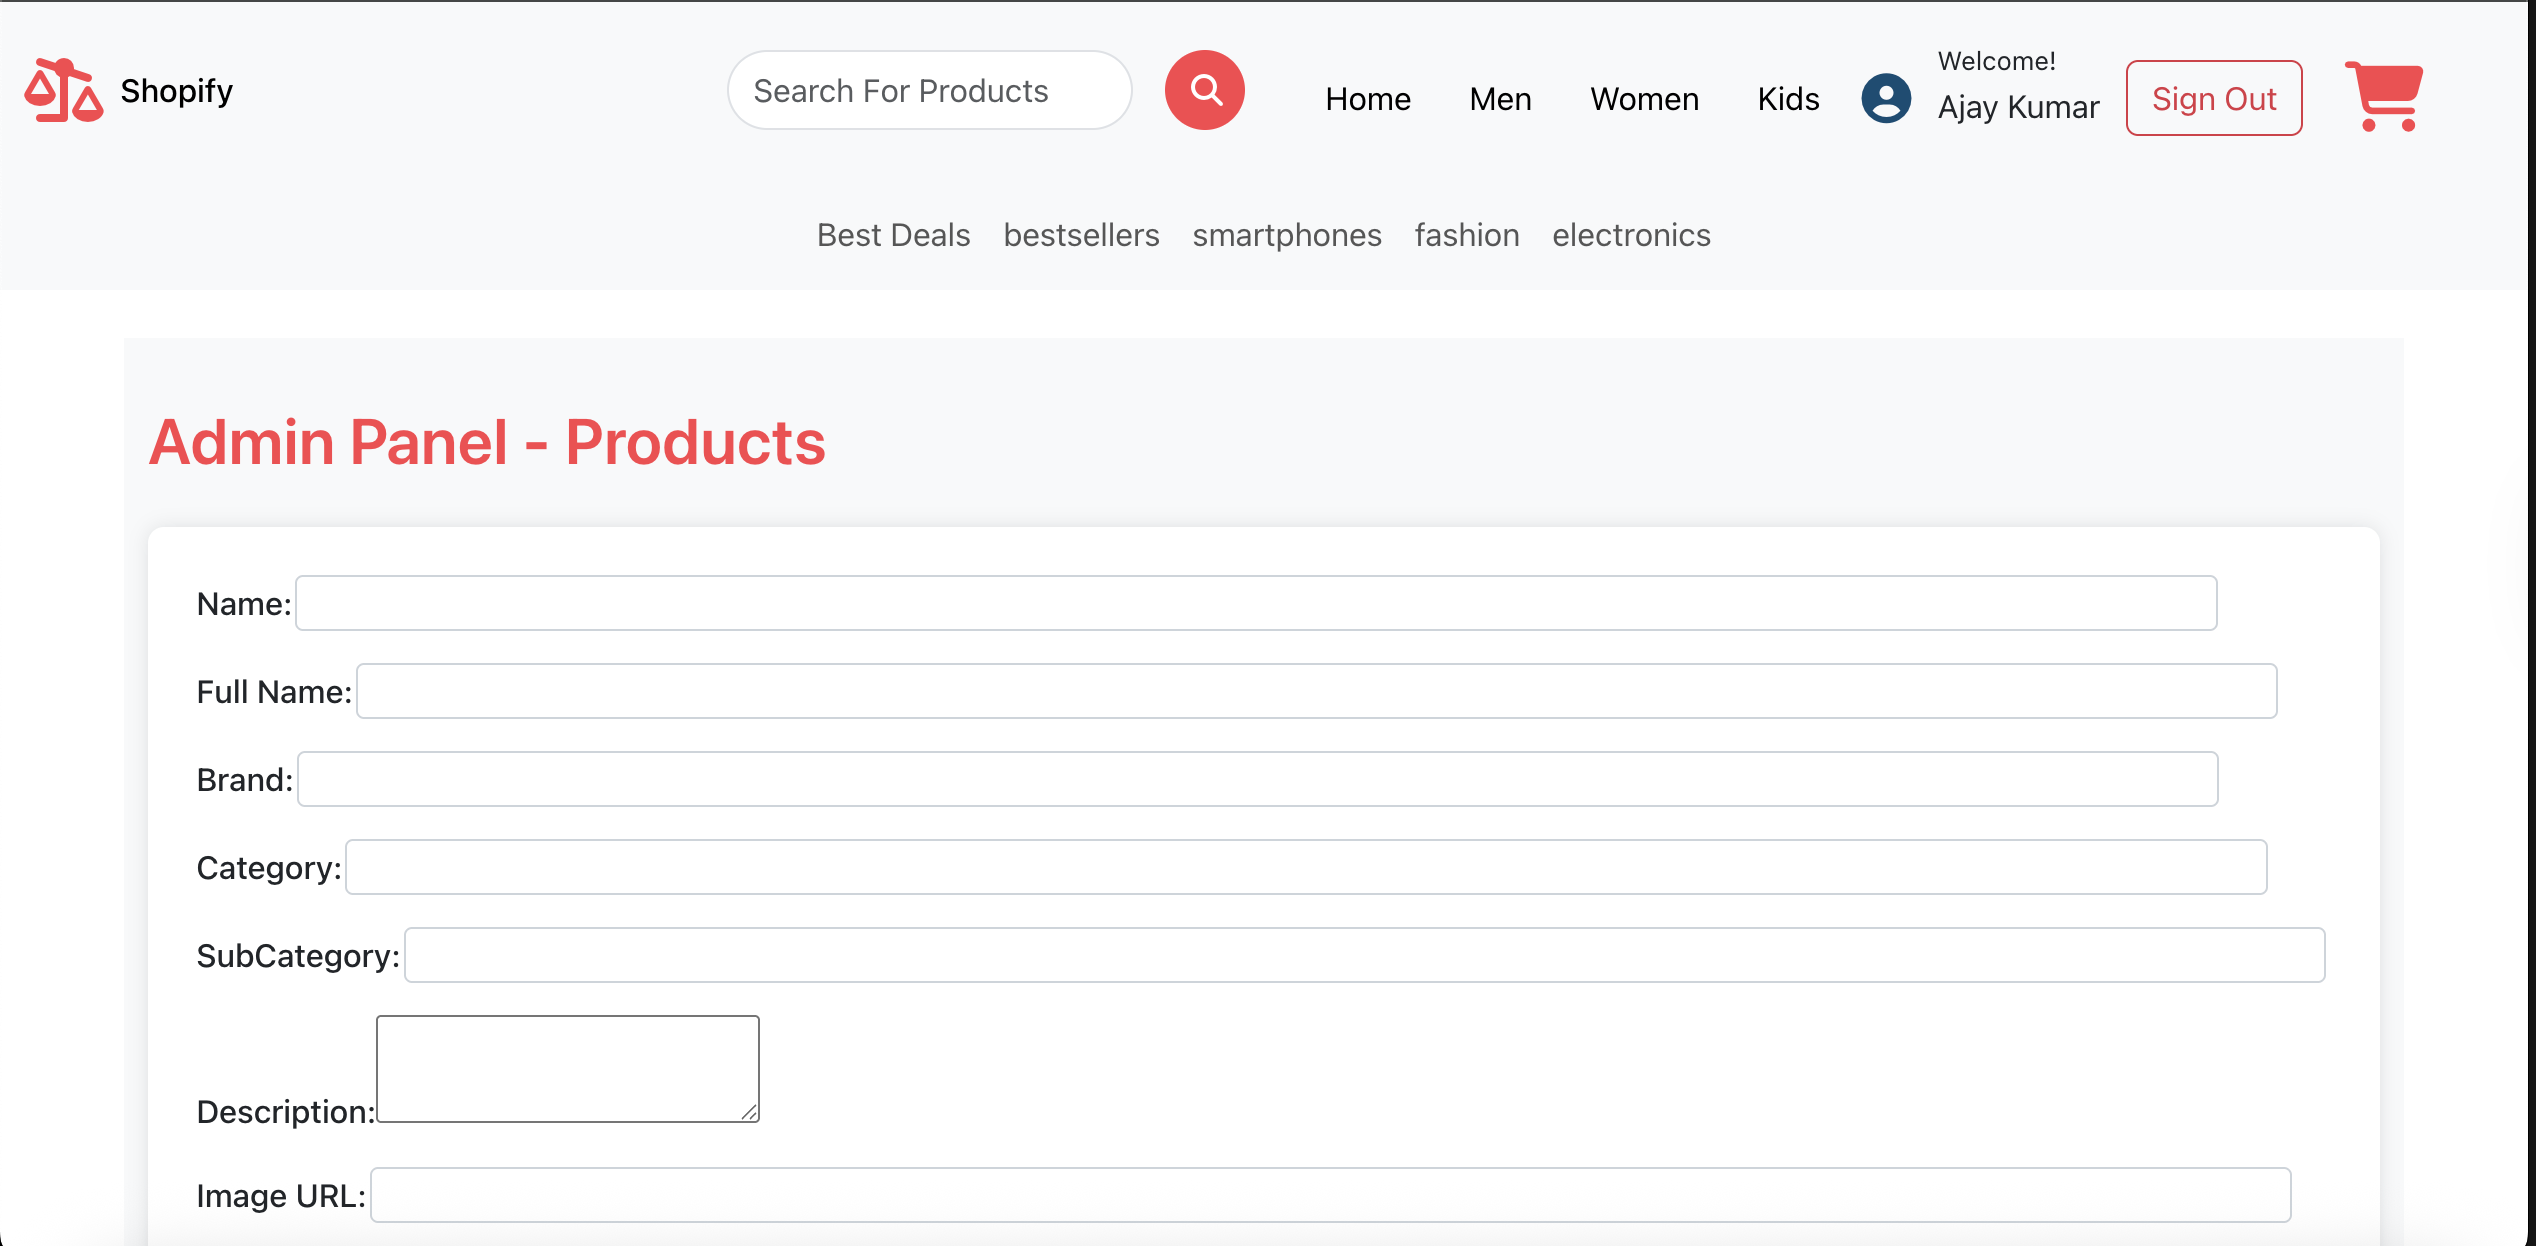 Shopify
Search For Products
Home Men Women Kids
Welcome!
Ajay Kumar
Sign Out
Best Deals bestsellers smartphones fashion electronics
Admin Panel - Products
Name:
Full Name:
Brand:
Category:
SubCategory:
Description:
Image URL: